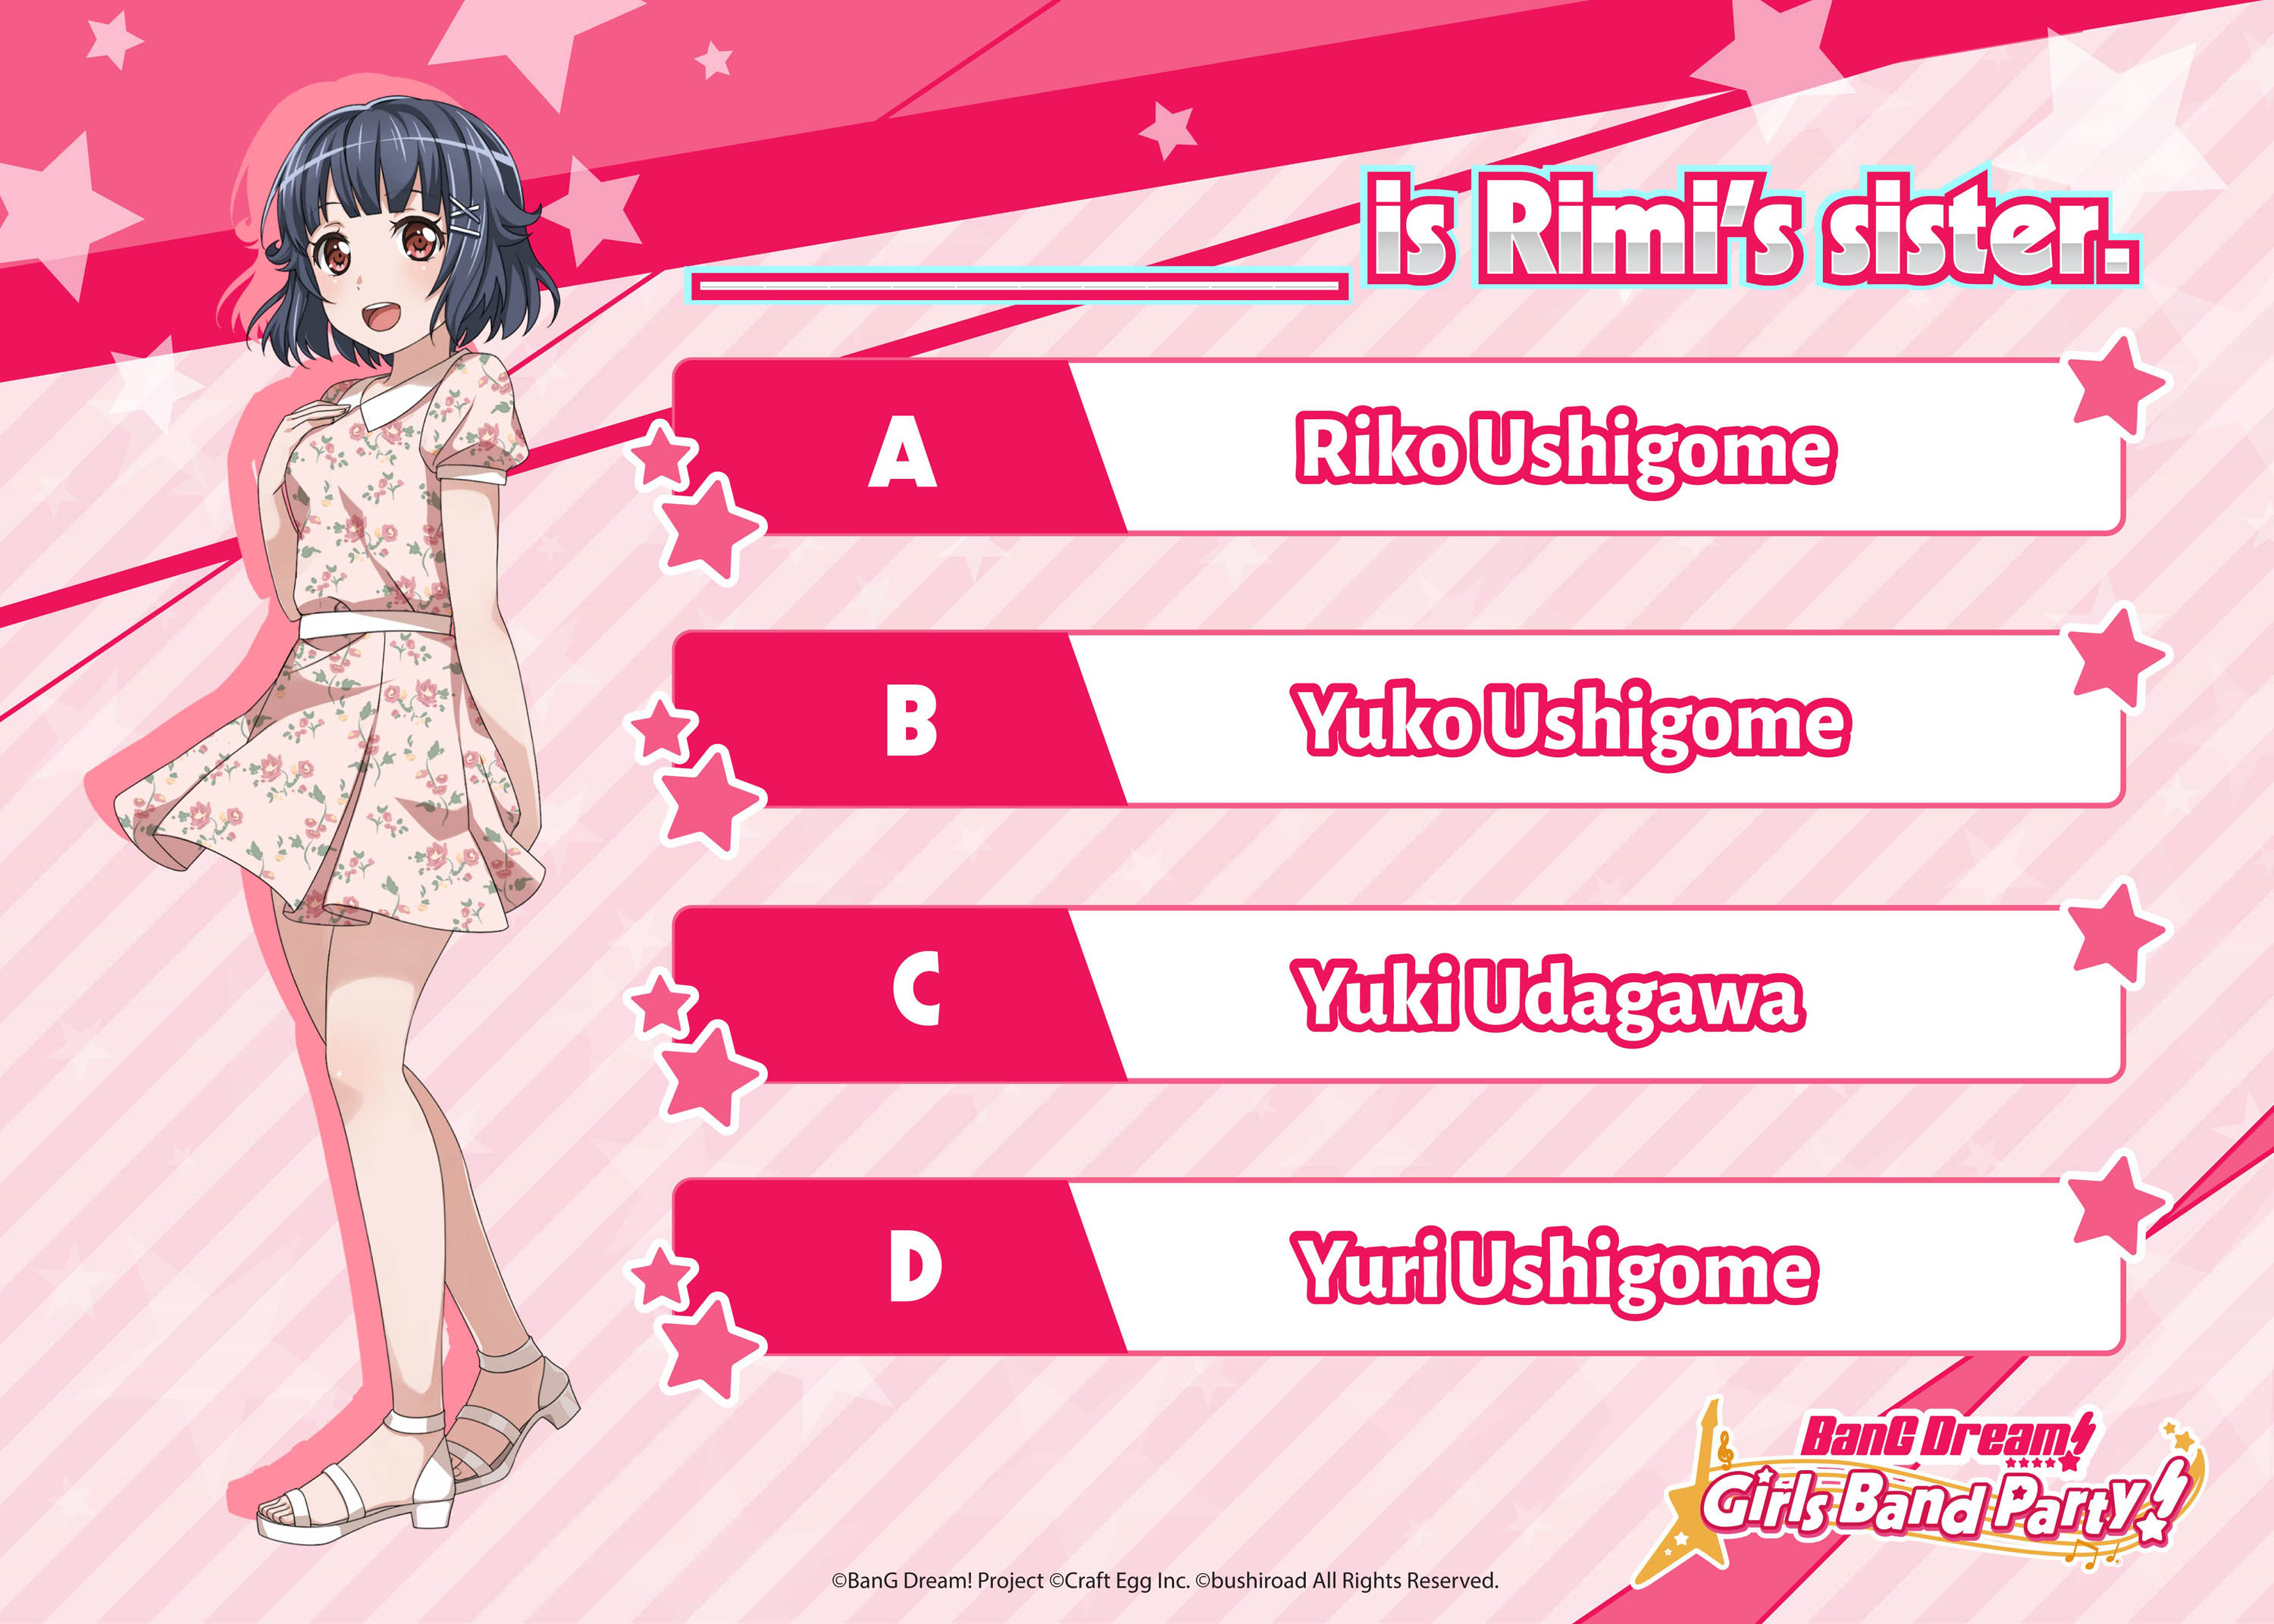 is Rimi's sister.
A
Riko Ushigome
B
Yuko Ushigome
C
Yuki Udagawa
D
Yuri Ushigome
BanG Dream!
Girls Band Party!
©BanG Dream! Project ©Craft Egg Inc. ©bushiroad All Rights Reserved.